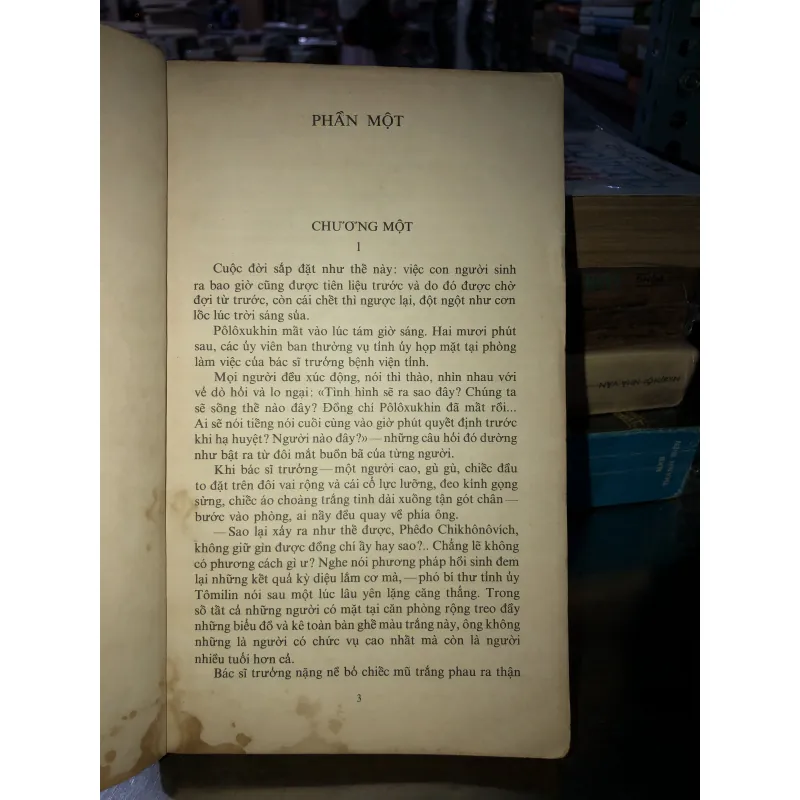 PHẦN MỘT
CHƯƠNG MỘT
1
Cuộc đời sắp đặt như thế này: việc con người sinh
ra bao giờ cũng được tiên liệu trước và do đó được chờ
đợi từ trước, còn cái chết thì ngược lại, đột ngột như cơn
lốc lúc trời sáng sủa.
Pôlôxukhin mất vào lúc tám giờ sáng. Hai mươi phút
sau, các ủy viên ban thường vụ tỉnh ủy họp mặt tại phòng
làm việc của bác sĩ trưởng bệnh viện tỉnh.
Mọi người đều xúc động, nói thì thào, nhìn nhau với
vẻ dò hỏi và lo ngại: «Tình hình sẽ ra sao đây? Chúng ta
sẽ sống thế nào đây? Đồng chí Pôlôxukhin đã mất rồi...
Ai sẽ nói tiếng nói cuối cùng vào giờ phút quyết định trước
khi hạ huyệt? Người nào đây?» — những câu hỏi đó dường
như bật ra từ đôi mắt buồn bã của từng người.
Khi bác sĩ trưởng — một người cao, gù gù, chiếc đầu
to đặt trên đôi vai rộng và cái cổ lực lưỡng, đeo kính gọng
sừng, chiếc áo choàng trắng tinh dài xuống tận gót chân —
bước vào phòng, ai nấy đều quay về phía ông.
— Sao lại xẩy ra như thế được, Phêđo Chikhônôvich,
không giữ gìn được đồng chí ấy hay sao?.. Chẳng lẽ không
có phương cách gì ư? Nghe nói phương pháp hồi sinh đem
lại những kết quả kỳ diệu lắm cơ mà, — phó bí thư tỉnh ủy
Tômilin nói sau một lúc lâu yên lặng căng thẳng. Trong
số tất cả những người có mặt tại căn phòng rộng treo đầy
những biểu đồ và kê toàn bàn ghế màu trắng này, ông không
những là người có chức vụ cao nhất mà còn là người
nhiều tuổi hơn cả.
Bác sĩ trưởng nặng nề bỏ chiếc mũ trắng phau ra thận
3